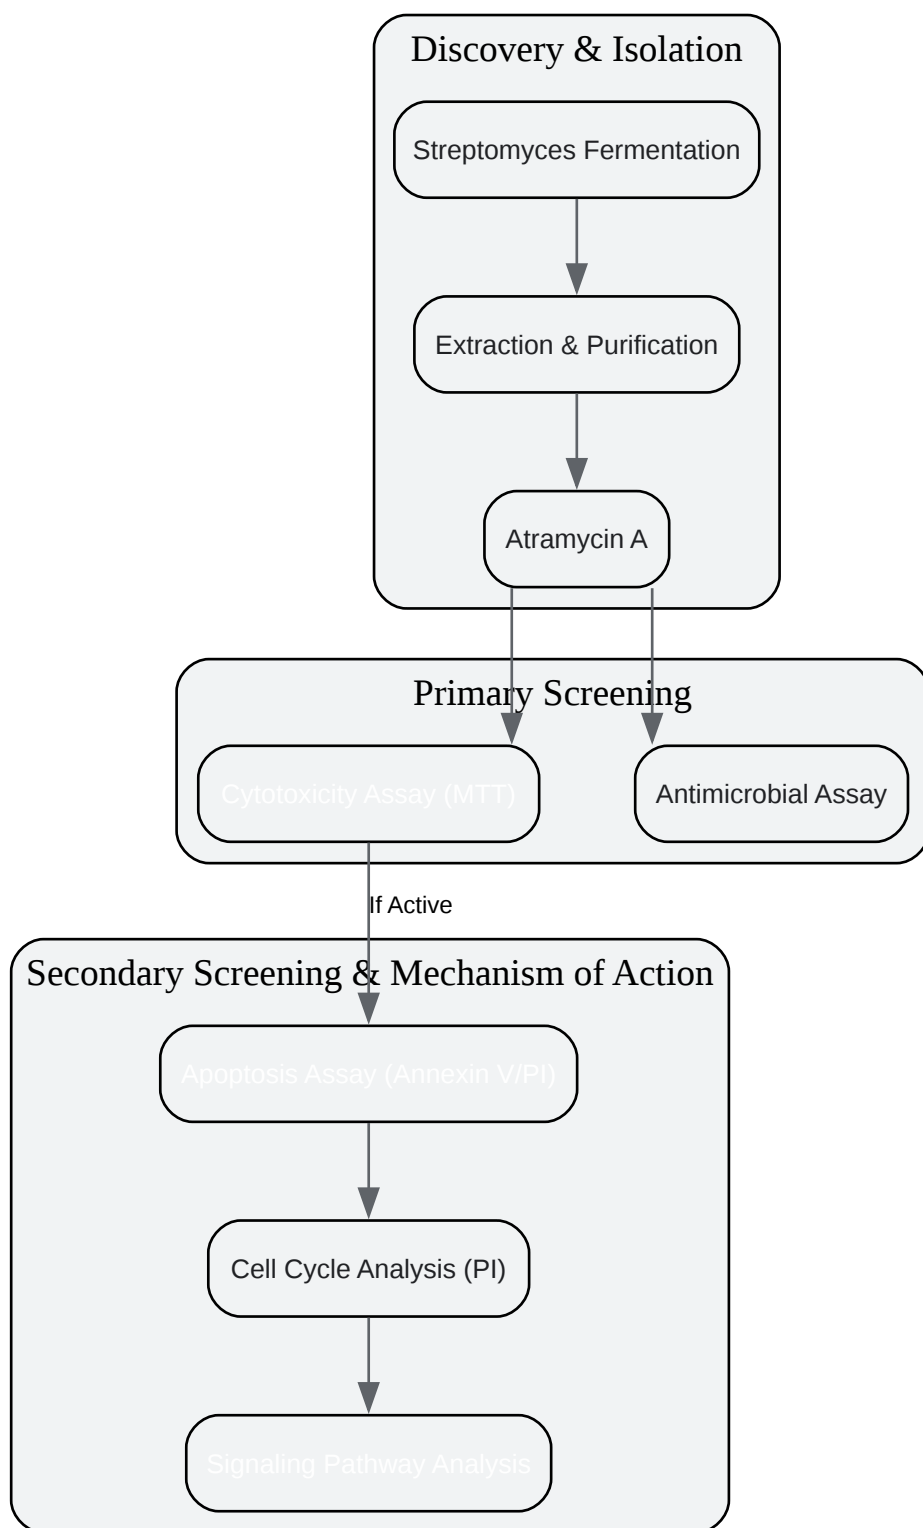 Discovery & Isolation
Streptomyces Fermentation
Extraction & Purification
Atramycin A
Primary Screening
Cytotoxicity Assay (MTT)
Antimicrobial Assay
If Active
Secondary Screening & Mechanism of Action
Apoptosis Assay (Annexin V/PI)
Cell Cycle Analysis (PI)
Signaling Pathway Analysis